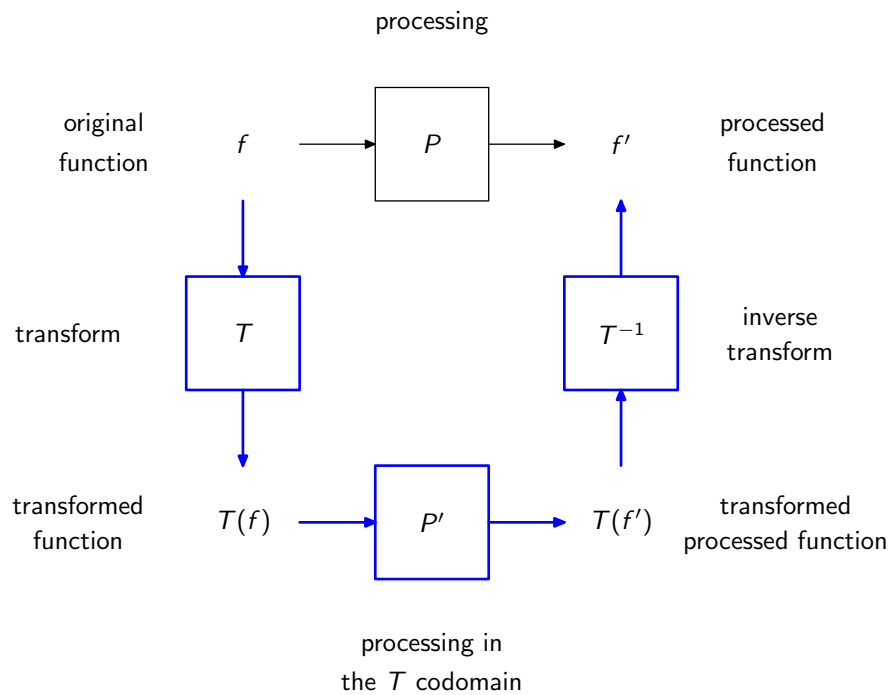 processing
original
function
f
P
f′
processed
function
transform
T
T⁻¹
inverse
transform
transformed
function
T(f)
P′
T(f′)
transformed
processed function
processing in
the T codomain